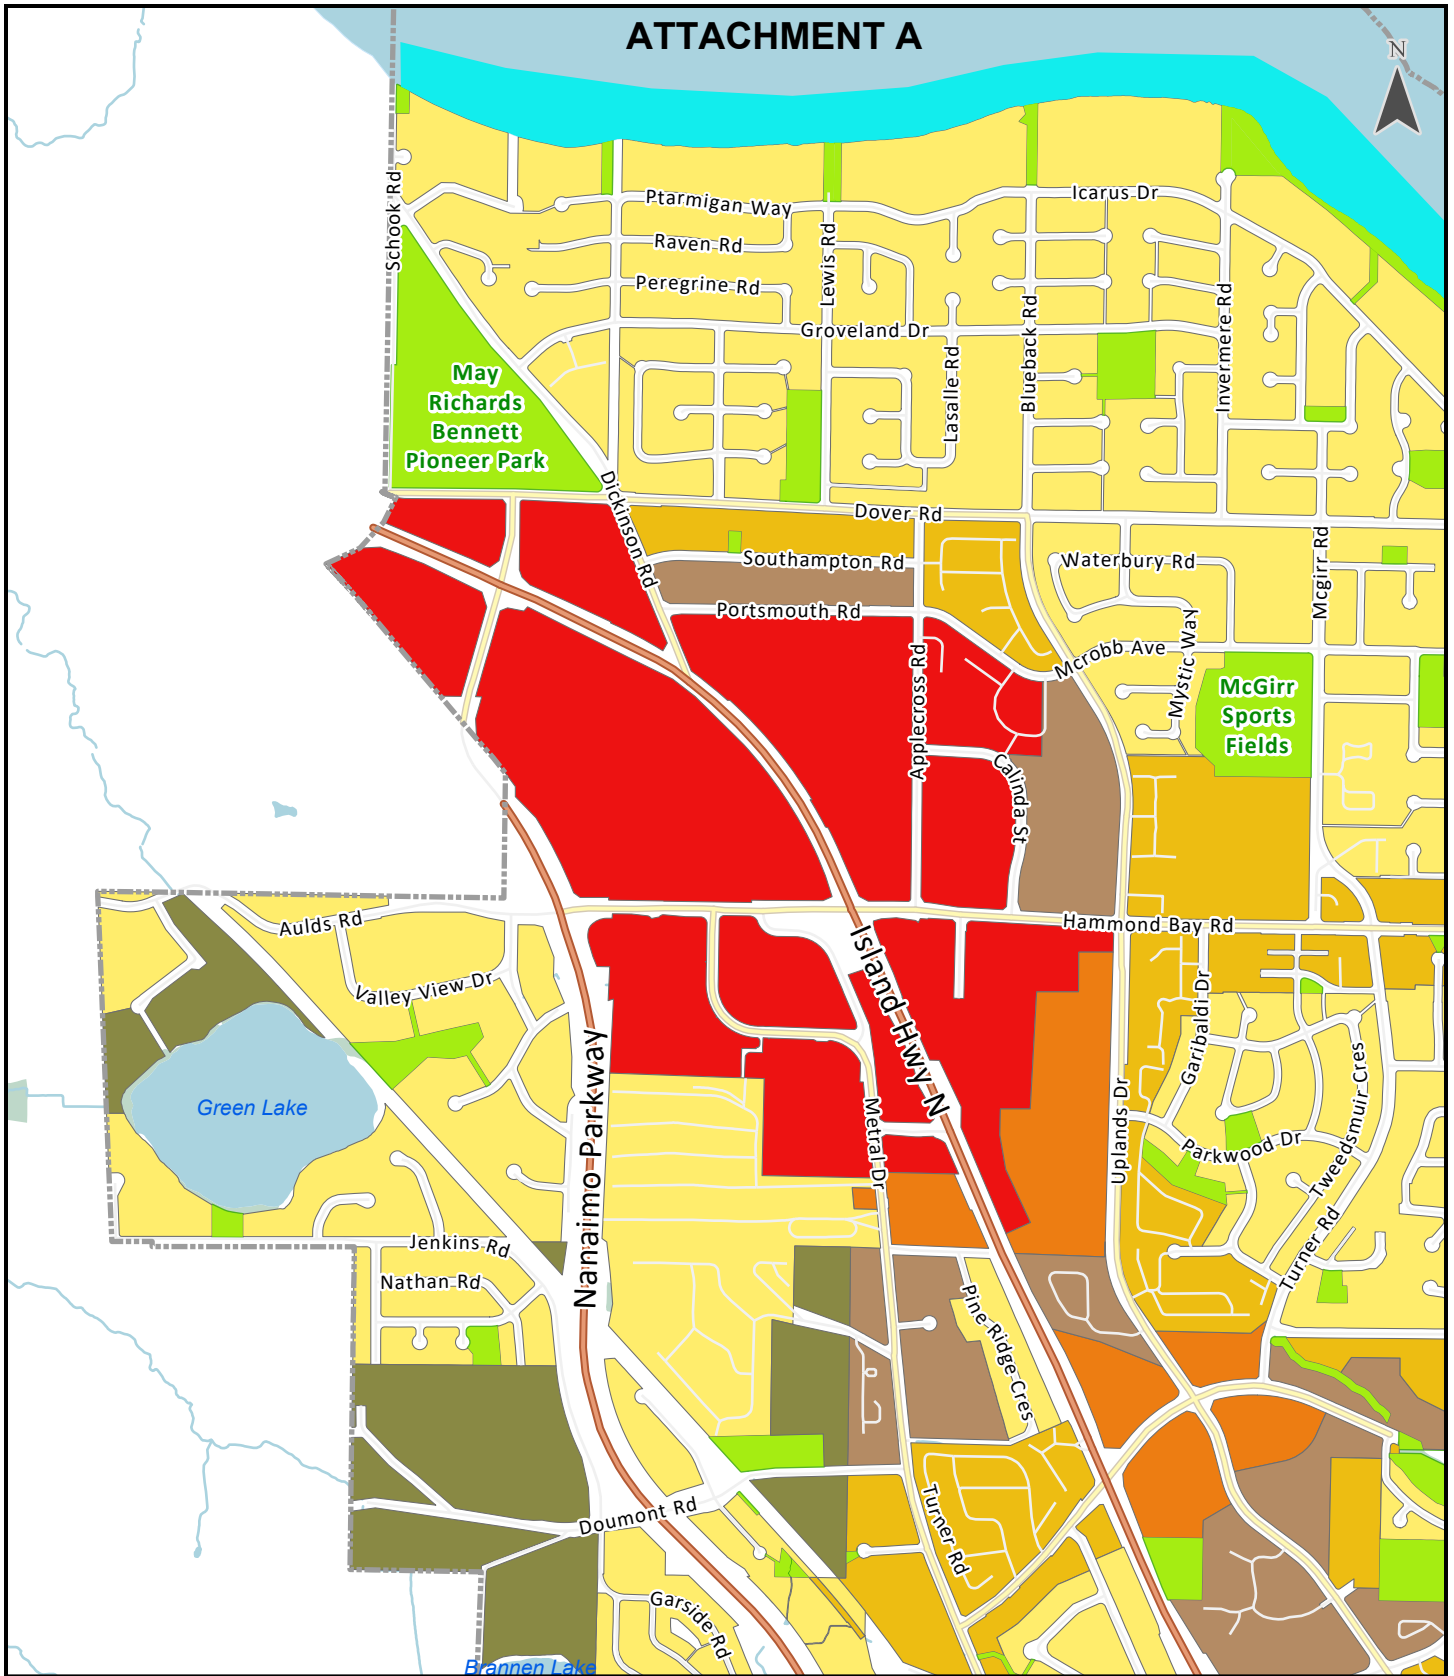 ATTACHMENT A
N
Schook Rd
Ptarmigan Way
Icarus Dr
Raven Rd
Lewis Rd
Peregrine Rd
Groveland Dr
Lasalle Rd
Blueback Rd
Invermere Rd
May
Richards
Bennett
Pioneer Park
Dickinson Rd
Dover Rd
Southampton Rd
Waterbury Rd
Mcgirr Rd
Portsmouth Rd
Mcrobb Ave
Mystic Way
Applecross Rd
McGirr
Sports
Fields
Calinda St
Aulds Rd
Hammond Bay Rd
Island Hwy N
Valley View Dr
Garibaldi Dr
Green Lake
Nanaimo Parkway
Metral Dr
Uplands Dr
Parkwood Dr
Tweedsmuir Cres
Turner Rd
Jenkins Rd
Nathan Rd
Pine Ridge Cres
Doumont Rd
Turner Rd
Garside Rd
Brannen Lake